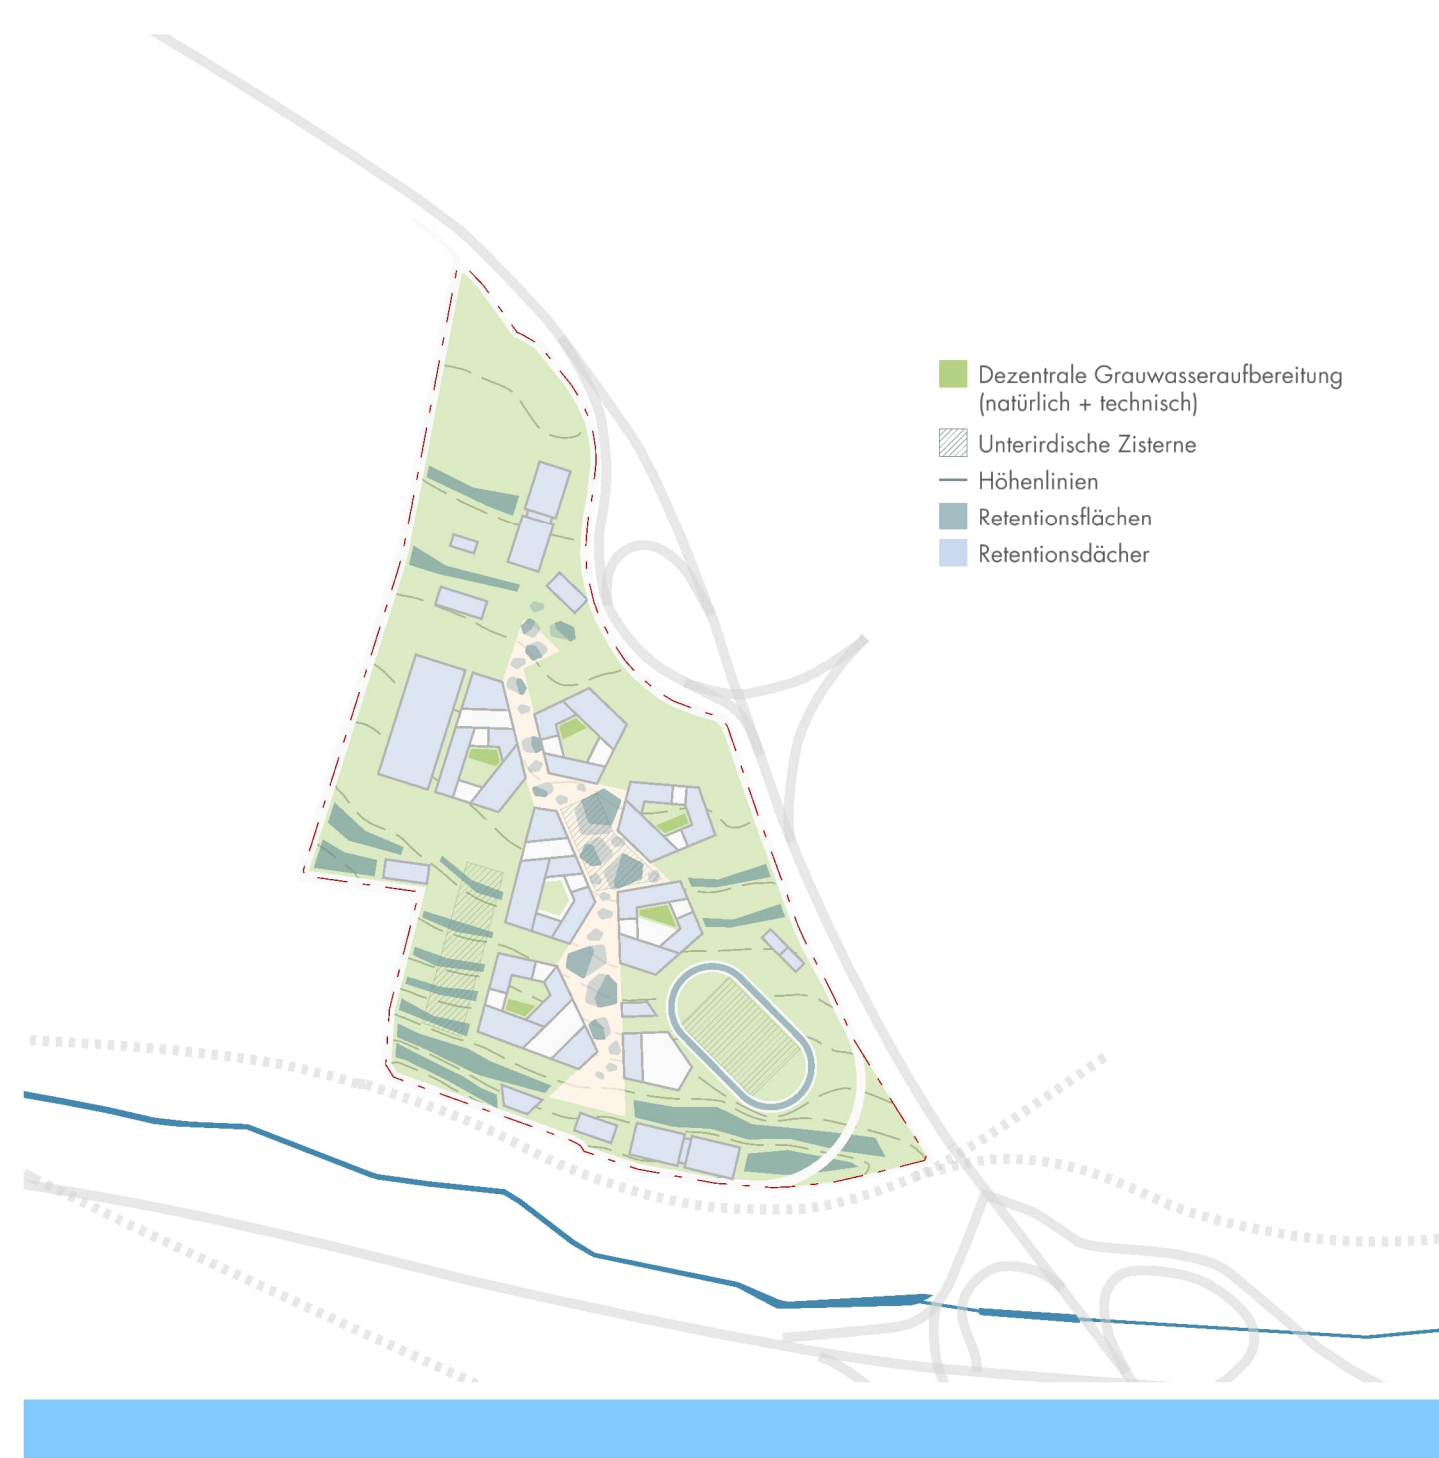 Dezentrale Grauwasseraufbereitung
(natürlich + technisch)
Unterirdische Zisterne
Höhenlinien
Retentionsflächen
Retentionsdächer